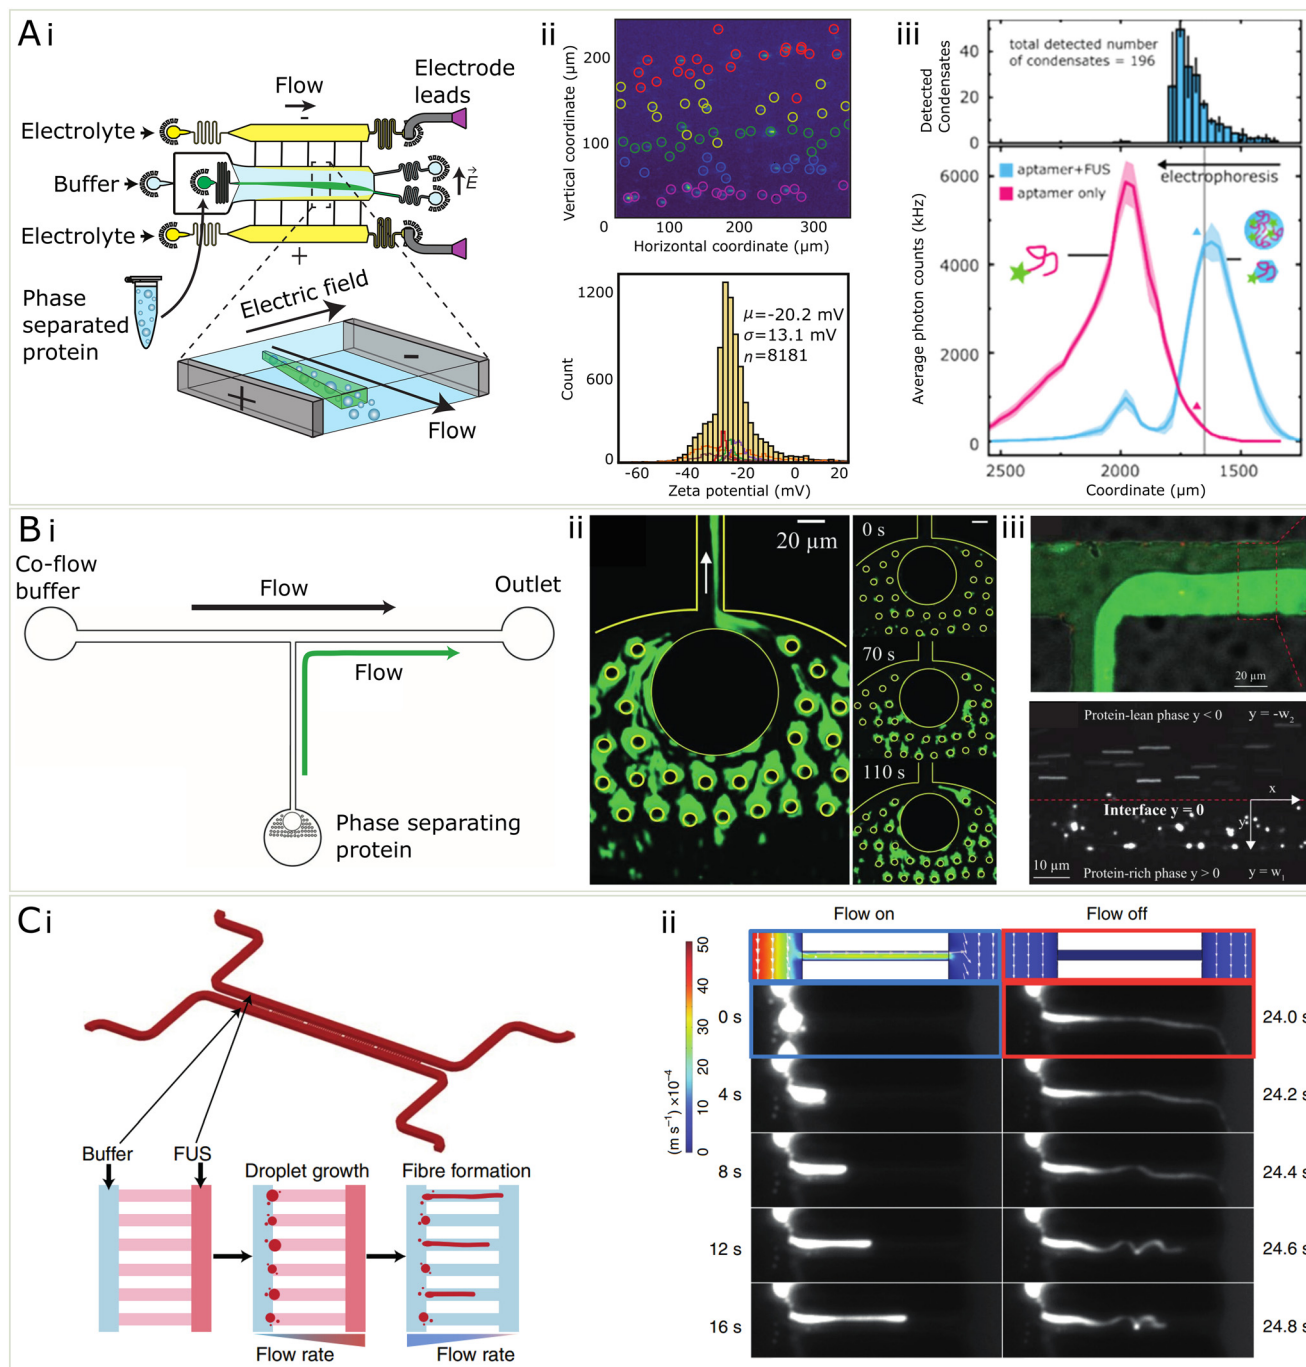 A i
Flow
-
Electrode
leads
Electrolyte
Buffer
E
Electrolyte
+
Phase
separated
protein
Electric field
-
+
Flow
ii
Vertical coordinate (µm)
200
100
0
0
100
200
300
Horizontal coordinate (µm)
Count
1200
600
0
µ=-20.2 mV
σ=13.1 mV
n=8181
-60
-40
-20
0
20
Zeta potential (mV)
iii
Detected
Condensates
40
20
0
total detected number
of condensates = 196
Average photon counts (kHz)
6000
4000
2000
0
aptamer+FUS
aptamer only
electrophoresis
2500
2000
1500
Coordinate (µm)
B i
Co-flow
buffer
Flow
Outlet
Flow
Phase separating
protein
ii
20 µm
0 s
70 s
110 s
iii
20 µm
Protein-lean phase y < 0
y = -w2
x
Interface y = 0
y
10 µm
Protein-rich phase y > 0
y = w1
C i
Buffer
FUS
Droplet growth
Fibre formation
Flow rate
Flow rate
ii
Flow on
Flow off
50
40
30
20
10
0
(m s⁻¹) ×10⁻⁴
0 s
4 s
8 s
12 s
16 s
24.0 s
24.2 s
24.4 s
24.6 s
24.8 s